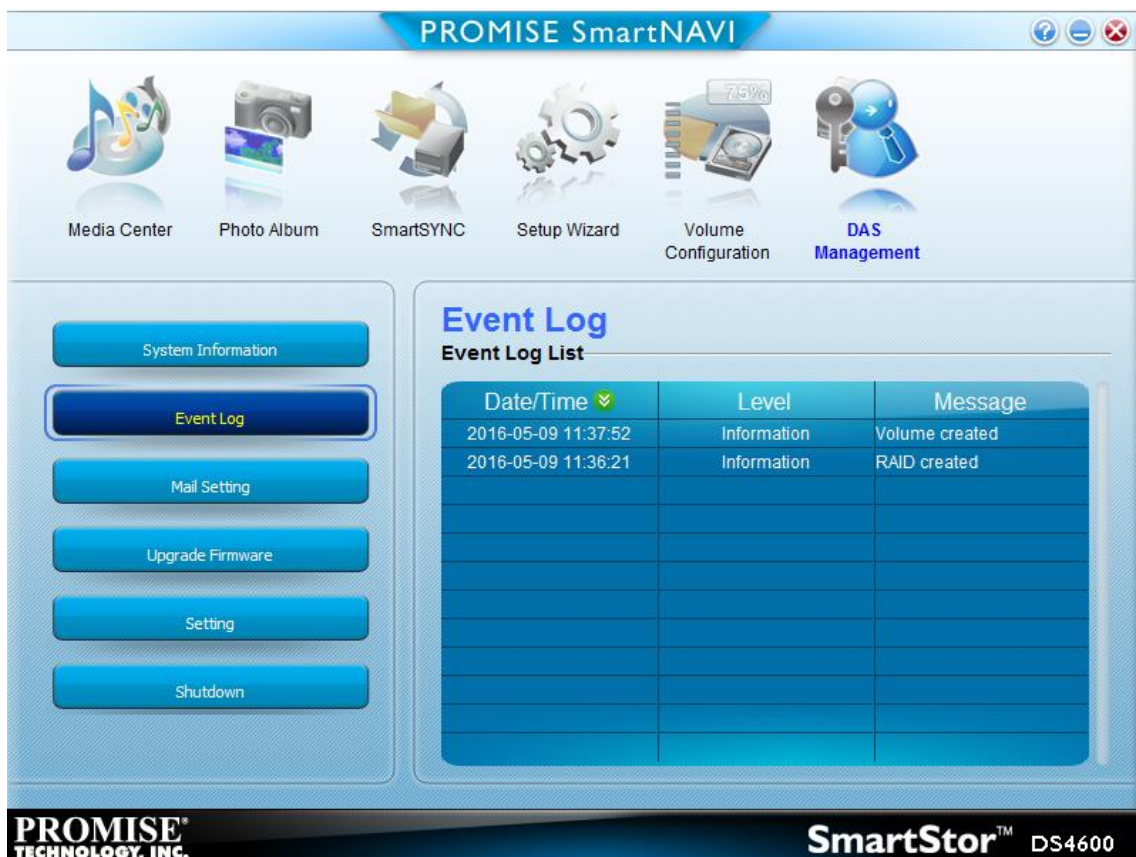 PROMISE SmartNAVI
75%
Media Center
Photo Album
SmartSYNC
Setup Wizard
Volume
Configuration
DAS
Management
System Information
Event Log
Mail Setting
Upgrade Firmware
Setting
Shutdown
Event Log
Event Log List
Date/Time Level Message
2016-05-09 11:37:52 Information Volume created
2016-05-09 11:36:21 Information RAID created
PROMISE®
TECHNOLOGY, INC.
SmartStor™ DS4600